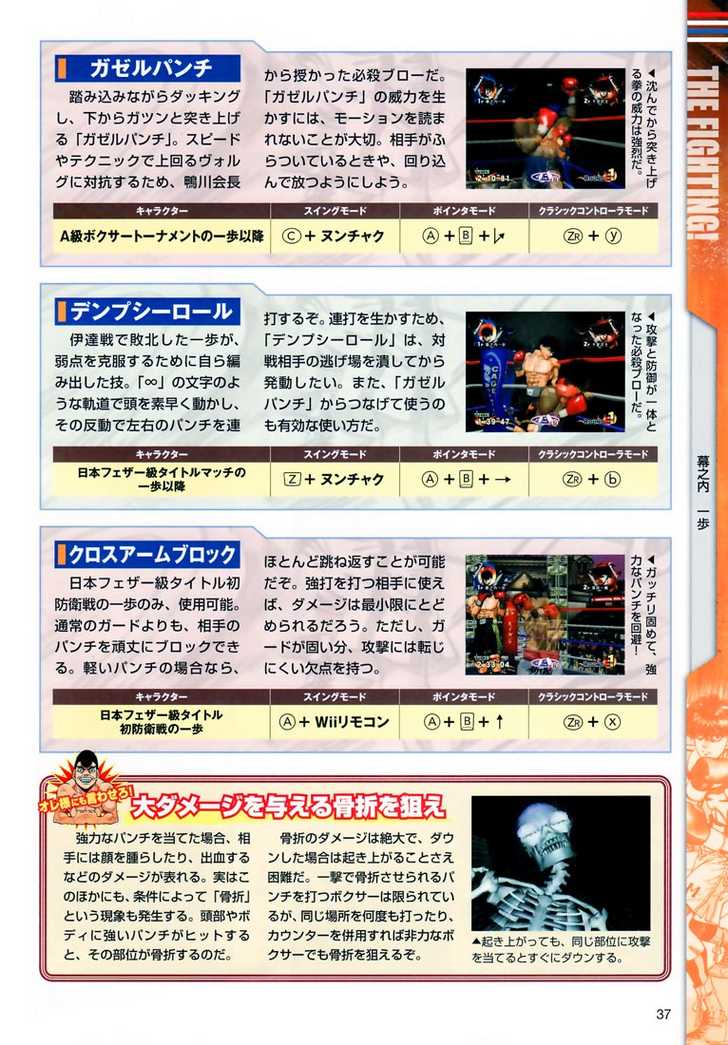 ガゼルパンチ
踏み込みながらダッキング
し、下からガツンと突き上げ
る「ガゼルパンチ」。スピード
やテクニックで上回るヴォル
グに対抗するため、鴨川会長
から授かった必殺ブローだ。
「ガゼルパンチ」の威力を生
かすには、モーションを読ま
れないことが大切。相手がふ
らついているときや、回り込
んで放つようにしよう。
◀沈んでから突き上げ
る拳の威力は強烈だ。
キャラクター スイングモード ポインタモード クラシックコントローラモード
A級ボクサートーナメントの一歩以降 Ⓒ+ ヌンチャク Ⓐ+B+↗ ZR+ⓨ
デンプシーロール
伊達戦で敗北した一歩が、
弱点を克服するために自ら編
み出した技。「∞」の文字のよ
うな軌道で頭を素早く動かし、
その反動で左右のパンチを連
打するぞ。連打を生かすため、
「デンプシーロール」は、対
戦相手の逃げ場を潰してから
発動したい。また、「ガゼル
パンチ」からつなげて使うの
も有効な使い方だ。
◀攻撃と防御が一体と
なった必殺ブローだ。
キャラクター スイングモード ポインタモード クラシックコントローラモード
日本フェザー級タイトルマッチの
一歩以降
Z+ ヌンチャク Ⓐ+B+→ ZR+ⓑ
クロスアームブロック
日本フェザー級タイトル初
防衛戦の一歩のみ、使用可能。
通常のガードよりも、相手の
パンチを頑丈にブロックでき
る。軽いパンチの場合なら、
ほとんど跳ね返すことが可能
だぞ。強打を打つ相手に使え
ば、ダメージは最小限にとど
められるだろう。ただし、ガ
ードが固い分、攻撃には転じ
にくい欠点を持つ。
◀ガッチリ固めて、強
力なパンチを回避!
キャラクター スイングモード ポインタモード クラシックコントローラモード
日本フェザー級タイトル
初防衛戦の一歩
Ⓐ+ Wiiリモコン Ⓐ+B+↑ ZR+ⓧ
オレ様にも言わせろ!
大ダメージを与える骨折を狙え
強力なパンチを当てた場合、相
手には顔を腫らしたり、出血する
などのダメージが表れる。実はこ
のほかにも、条件によって「骨折」
という現象も発生する。頭部やボ
ディに強いパンチがヒットする
と、その部位が骨折するのだ。
骨折のダメージは絶大で、ダウ
ンした場合は起き上がることさえ
困難だ。一撃で骨折させられるパ
ンチを打つボクサーは限られてい
るが、同じ場所を何度も打ったり、
カウンターを併用すれば非力なボ
クサーでも骨折を狙えるぞ。
▲起き上がっても、同じ部位に攻撃
を当てるとすぐにダウンする。
THE FIGHTING!
幕之内 一歩
37